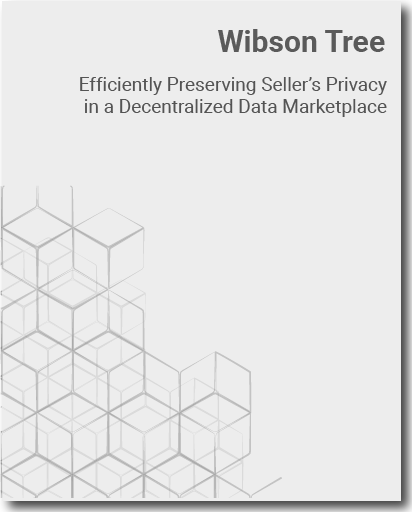 Wibson Tree
Efficiently Preserving Seller’s Privacy
in a Decentralized Data Marketplace